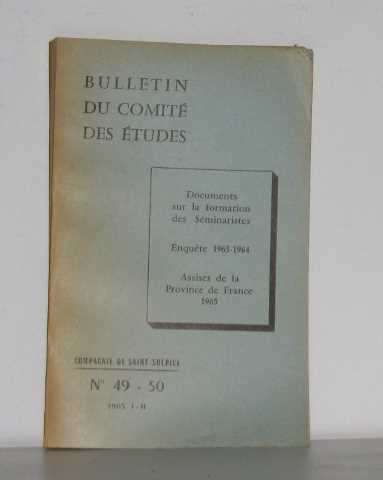 BULLETIN
DU COMITÉ
DES ÉTUDES
Documents
sur la formation
des Séminaristes
Enquête 1963-1964
Assises de la
Province de France
1965
COMPAGNIE DE SAINT SULPICE
N° 49 - 50
1965 I-II